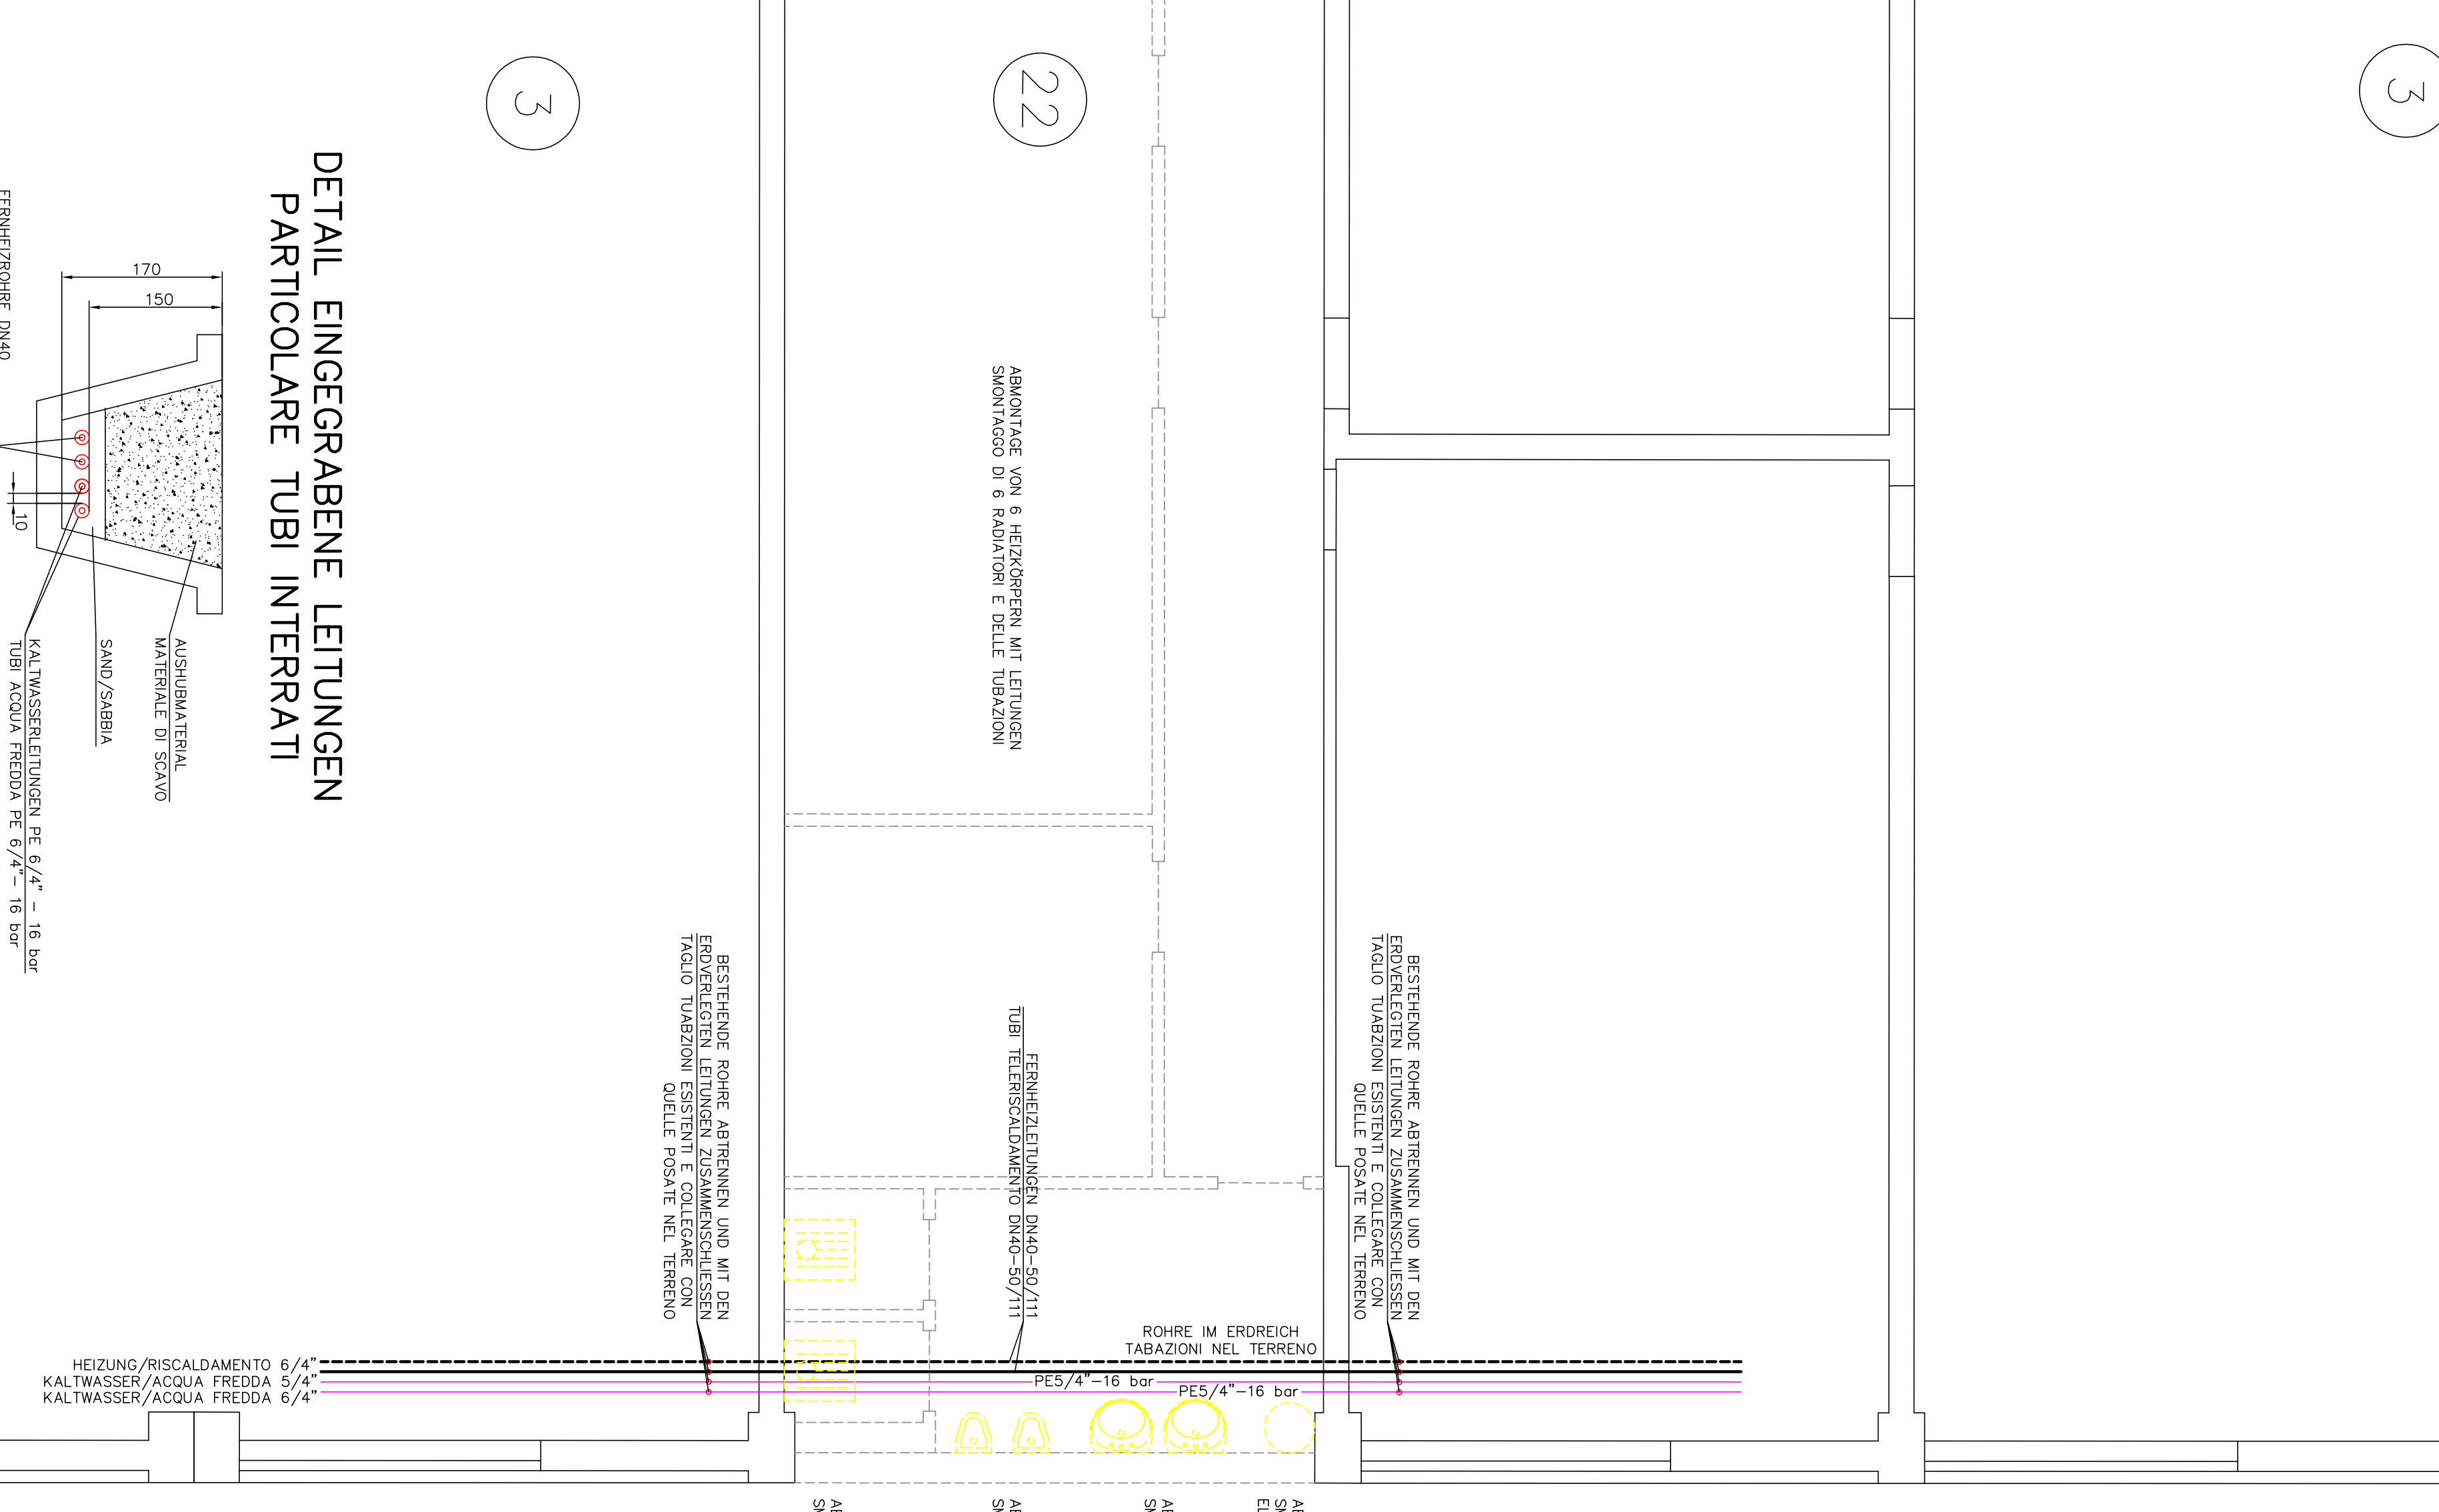 3
22
3
DETAIL EINGEGRABENE LEITUNGEN
PARTICOLARE TUBI INTERRATI
170
150
10
FERNHEIZROHRE DN40
AUSHUBMATERIAL
MATERIALE DI SCAVO
SAND/SABBIA
KALTWASSERLEITUNGEN PE 6/4" - 16 bar
TUBI ACQUA FREDDA PE 6/4"- 16 bar
ABMONTAGE VON 6 HEIZKÖRPERN MIT LEITUNGEN
SMONTAGGO DI 6 RADIATORI E DELLE TUBAZIONI
BESTEHENDE ROHRE ABTRENNEN UND MIT DEN
ERDVERLEGTEN LEITUNGEN ZUSAMMENSCHLIESSEN
TAGLIO TUABZIONI ESISTENTI E COLLEGARE CON
QUELLE POSATE NEL TERRENO
FERNHEIZLEITUNGEN DN40-50/111
TUBI TELERISCALDAMENTO DN40-50/111
BESTEHENDE ROHRE ABTRENNEN UND MIT DEN
ERDVERLEGTEN LEITUNGEN ZUSAMMENSCHLIESSEN
TAGLIO TUABZIONI ESISTENTI E COLLEGARE CON
QUELLE POSATE NEL TERRENO
ROHRE IM ERDREICH
TABAZIONI NEL TERRENO
HEIZUNG/RISCALDAMENTO 6/4"
KALTWASSER/ACQUA FREDDA 5/4"
KALTWASSER/ACQUA FREDDA 6/4"
PE5/4"-16 bar
PE5/4"-16 bar